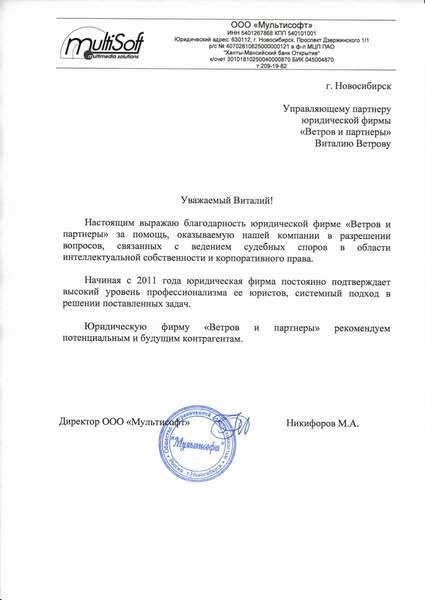 multiSoft
multimedia solutions
ООО «Мультисофт»
ИНН 5401267868 КПП 540101001
Юридический адрес: 630112, г. Новосибирск, Проспект Дзержинского 1/1
р/с № 40702810625000000121 в ф-л МЦП ПАО
"Ханты-Мансийский банк Открытие"
к/счет 30101810250040000870 БИК 045004870
т.209-19-82
г. Новосибирск
Управляющему партнеру
юридической фирмы
«Ветров и партнеры»
Виталию Ветрову
Уважаемый Виталий!
Настоящим выражаю благодарность юридической фирме «Ветров и
партнеры» за помощь, оказываемую нашей компании в разрешении
вопросов, связанных с ведением судебных споров в области
интеллектуальной собственности и корпоративного права.
Начиная с 2011 года юридическая фирма постоянно подтверждает
высокий уровень профессионализма ее юристов, системный подход в
решении поставленных задач.
Юридическую фирму «Ветров и партнеры» рекомендуем
потенциальным и будущим контрагентам.
Директор ООО «Мультисофт»
Никифоров М.А.
"Мультисофт"